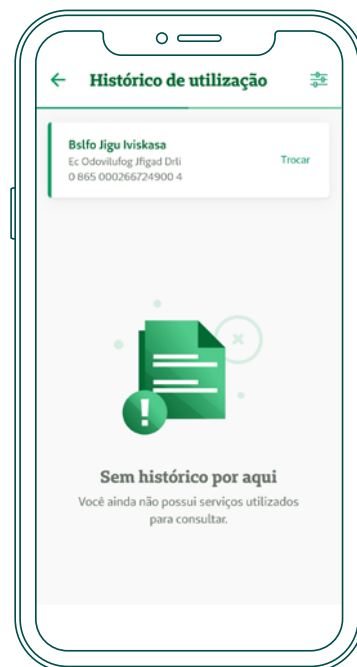 Histórico de utilização
Bslfo Jigu Iviskasa
Ec Odovilufog Jfigad Drli
0 865 000266724900 4
Trocar
Sem histórico por aqui
Você ainda não possui serviços utilizados
para consultar.